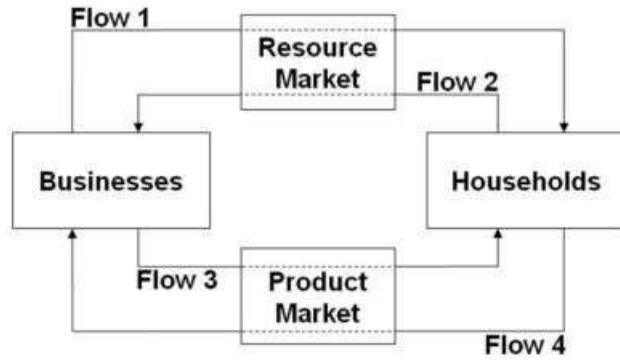 Flow 1
Resource
Market
Flow 2
Businesses
Households
Flow 3
Product
Market
Flow 4